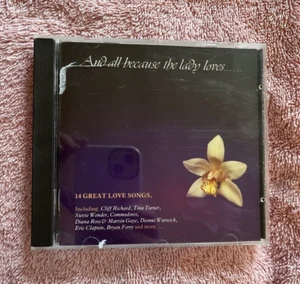 And all because the lady loves......
14 GREAT LOVE SONGS.
Including: Cliff Richard, Tina Turner,
Stevie Wonder, Commodores,
Diana Ross & Marvin Gaye, Dionne Warwick,
Eric Clapton, Bryan Ferry and more